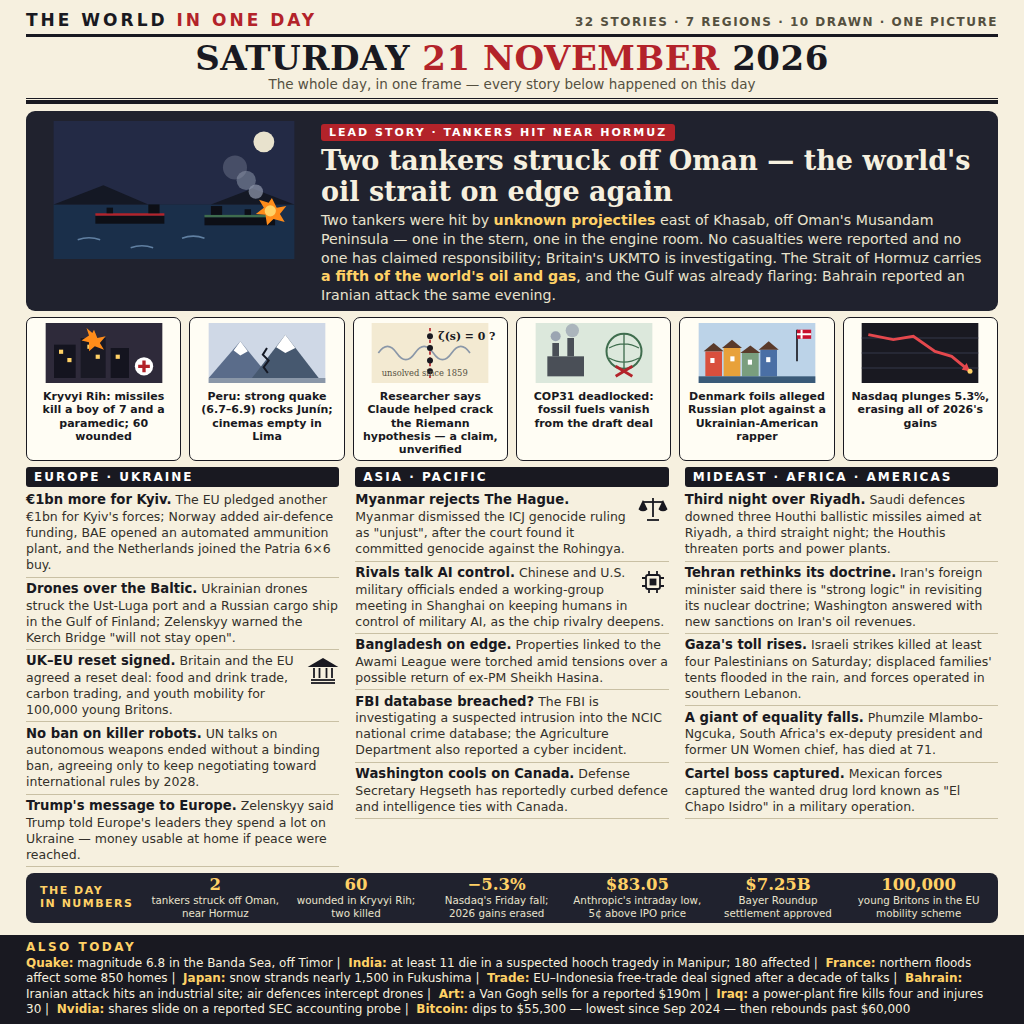 THE WORLD IN ONE DAY
32 STORIES · 7 REGIONS · 10 DRAWN · ONE PICTURE
SATURDAY 21 NOVEMBER 2026
The whole day, in one frame — every story below happened on this day
LEAD STORY · TANKERS HIT NEAR HORMUZ
Two tankers struck off Oman — the world's
oil strait on edge again
Two tankers were hit by unknown projectiles east of Khasab, off Oman's Musandam
Peninsula — one in the stern, one in the engine room. No casualties were reported and no
one has claimed responsibility; Britain's UKMTO is investigating. The Strait of Hormuz carries
a fifth of the world's oil and gas, and the Gulf was already flaring: Bahrain reported an
Iranian attack the same evening.
Kryvyi Rih: missiles
kill a boy of 7 and a
paramedic; 60
wounded
Peru: strong quake
(6.7–6.9) rocks Junín;
cinemas empty in
Lima
ζ(s) = 0 ?
unsolved since 1859
Researcher says
Claude helped crack
the Riemann
hypothesis — a claim,
unverified
COP31 deadlocked:
fossil fuels vanish
from the draft deal
Denmark foils alleged
Russian plot against a
Ukrainian-American
rapper
Nasdaq plunges 5.3%,
erasing all of 2026's
gains
EUROPE · UKRAINE
€1bn more for Kyiv. The EU pledged another
€1bn for Kyiv's forces; Norway added air-defence
funding, BAE opened an automated ammunition
plant, and the Netherlands joined the Patria 6×6
buy.
Drones over the Baltic. Ukrainian drones
struck the Ust-Luga port and a Russian cargo ship
in the Gulf of Finland; Zelenskyy warned the
Kerch Bridge "will not stay open".
UK–EU reset signed. Britain and the EU
agreed a reset deal: food and drink trade,
carbon trading, and youth mobility for
100,000 young Britons.
No ban on killer robots. UN talks on
autonomous weapons ended without a binding
ban, agreeing only to keep negotiating toward
international rules by 2028.
Trump's message to Europe. Zelenskyy said
Trump told Europe's leaders they spend a lot on
Ukraine — money usable at home if peace were
reached.
ASIA · PACIFIC
Myanmar rejects The Hague.
Myanmar dismissed the ICJ genocide ruling
as "unjust", after the court found it
committed genocide against the Rohingya.
Rivals talk AI control. Chinese and U.S.
military officials ended a working-group
meeting in Shanghai on keeping humans in
control of military AI, as the chip rivalry deepens.
Bangladesh on edge. Properties linked to the
Awami League were torched amid tensions over a
possible return of ex-PM Sheikh Hasina.
FBI database breached? The FBI is
investigating a suspected intrusion into the NCIC
national crime database; the Agriculture
Department also reported a cyber incident.
Washington cools on Canada. Defense
Secretary Hegseth has reportedly curbed defence
and intelligence ties with Canada.
MIDEAST · AFRICA · AMERICAS
Third night over Riyadh. Saudi defences
downed three Houthi ballistic missiles aimed at
Riyadh, a third straight night; the Houthis
threaten ports and power plants.
Tehran rethinks its doctrine. Iran's foreign
minister said there is "strong logic" in revisiting
its nuclear doctrine; Washington answered with
new sanctions on Iran's oil revenues.
Gaza's toll rises. Israeli strikes killed at least
four Palestinians on Saturday; displaced families'
tents flooded in the rain, and forces operated in
southern Lebanon.
A giant of equality falls. Phumzile Mlambo-
Ngcuka, South Africa's ex-deputy president and
former UN Women chief, has died at 71.
Cartel boss captured. Mexican forces
captured the wanted drug lord known as "El
Chapo Isidro" in a military operation.
THE DAY
IN NUMBERS
2
tankers struck off Oman,
near Hormuz
60
wounded in Kryvyi Rih;
two killed
−5.3%
Nasdaq's Friday fall;
2026 gains erased
$83.05
Anthropic's intraday low,
5¢ above IPO price
$7.25B
Bayer Roundup
settlement approved
100,000
young Britons in the EU
mobility scheme
ALSO TODAY
Quake: magnitude 6.8 in the Banda Sea, off Timor | India: at least 11 die in a suspected hooch tragedy in Manipur; 180 affected | France: northern floods
affect some 850 homes | Japan: snow strands nearly 1,500 in Fukushima | Trade: EU–Indonesia free-trade deal signed after a decade of talks | Bahrain:
Iranian attack hits an industrial site; air defences intercept drones | Art: a Van Gogh sells for a reported $190m | Iraq: a power-plant fire kills four and injures
30 | Nvidia: shares slide on a reported SEC accounting probe | Bitcoin: dips to $55,300 — lowest since Sep 2024 — then rebounds past $60,000